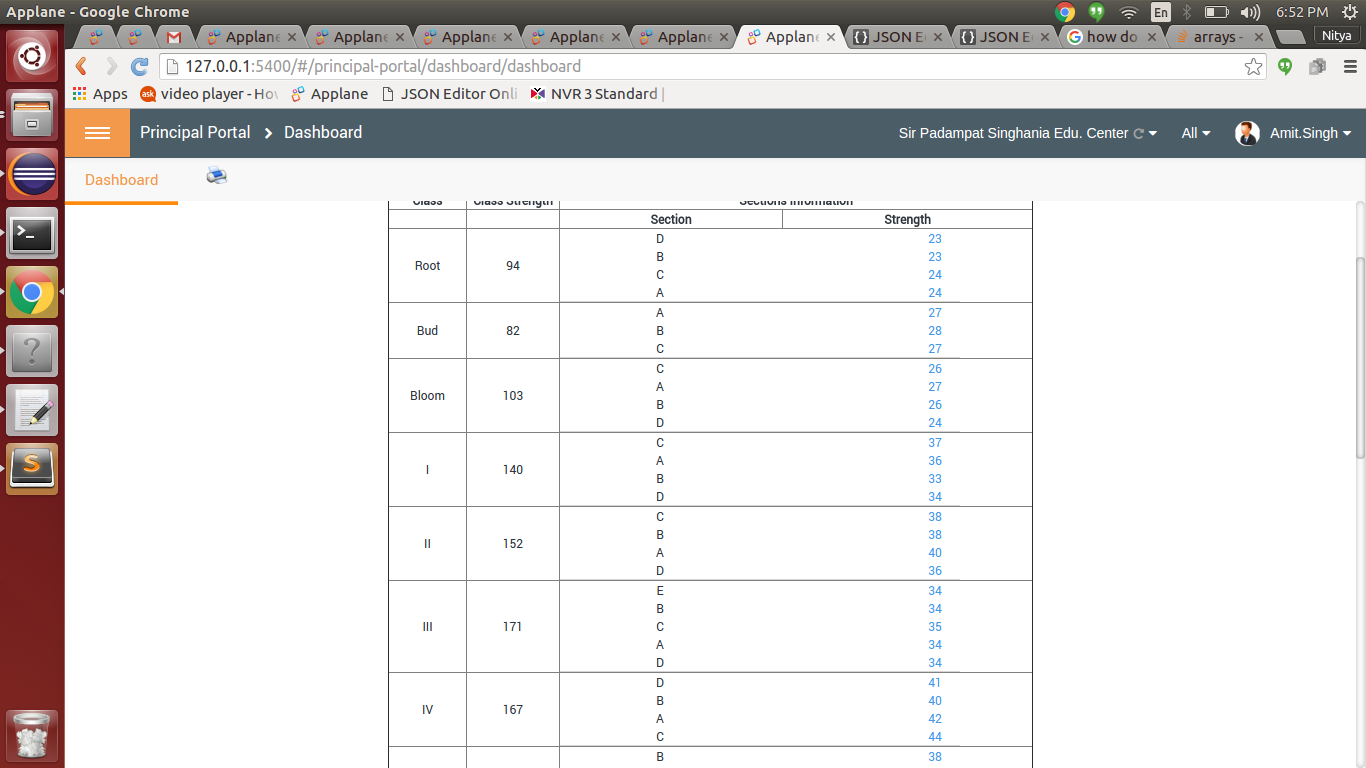 Applane - Google Chrome
En
6:52 PM
Applane
Applane
Applane
Applane
Applane
Applane
JSON E
JSON E
how do
arrays -
Nitya
127.0.0.1:5400/#/principal-portal/dashboard/dashboard
Apps
ask
video player - Ho
Applane
JSON Editor Onli
NVR 3 Standard |
Principal Portal > Dashboard
Sir Padampat Singhania Edu. Center
All
Amit.Singh
Dashboard
Class Class Strength Sections Information
Section Strength
D 23
B 23
Root 94
C 24
A 24
A 27
Bud 82 B 28
C 27
C 26
A 27
Bloom 103
B 26
D 24
C 37
A 36
I 140
B 33
D 34
C 38
B 38
II 152
A 40
D 36
E 34
B 34
III 171 C 35
A 34
D 34
D 41
B 40
IV 167
A 42
C 44
B 38